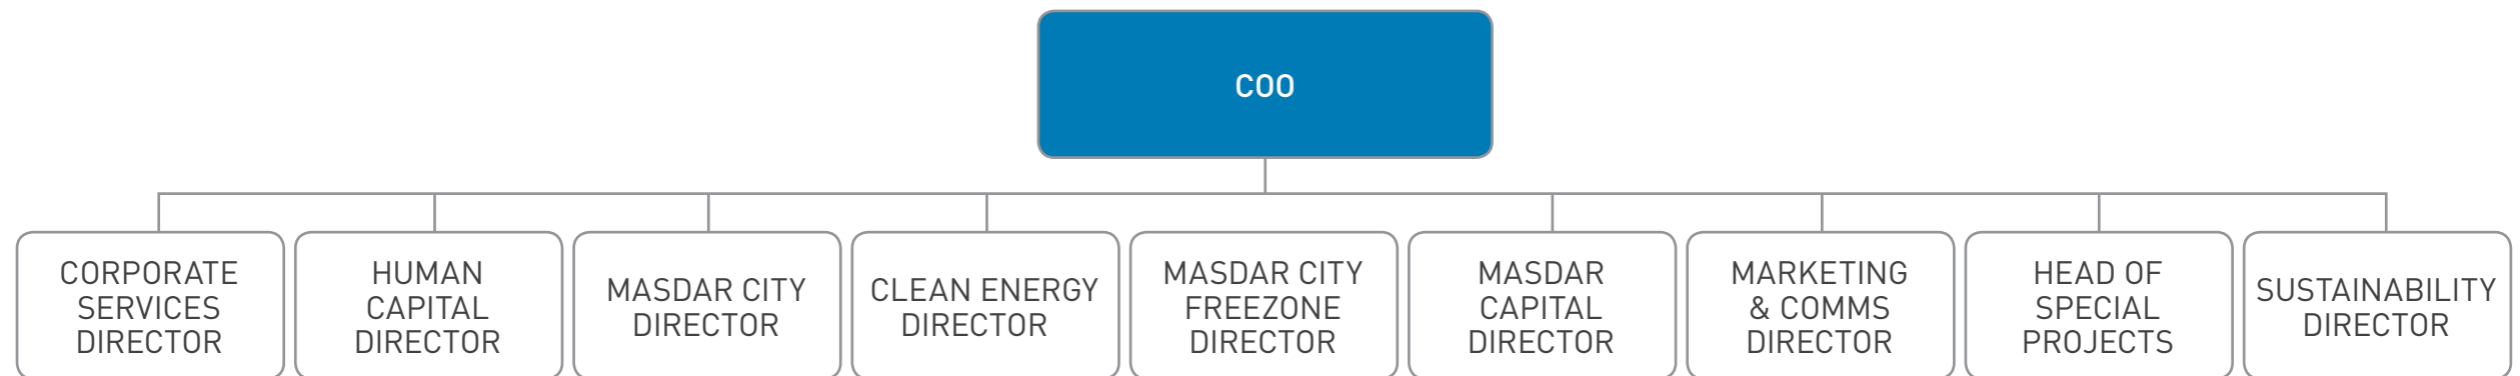 COO
CORPORATE
SERVICES
DIRECTOR
HUMAN
CAPITAL
DIRECTOR
MASDAR CITY
DIRECTOR
CLEAN ENERGY
DIRECTOR
MASDAR CITY
FREEZONE
DIRECTOR
MASDAR
CAPITAL
DIRECTOR
MARKETING
& COMMS
DIRECTOR
HEAD OF
SPECIAL
PROJECTS
SUSTAINABILITY
DIRECTOR